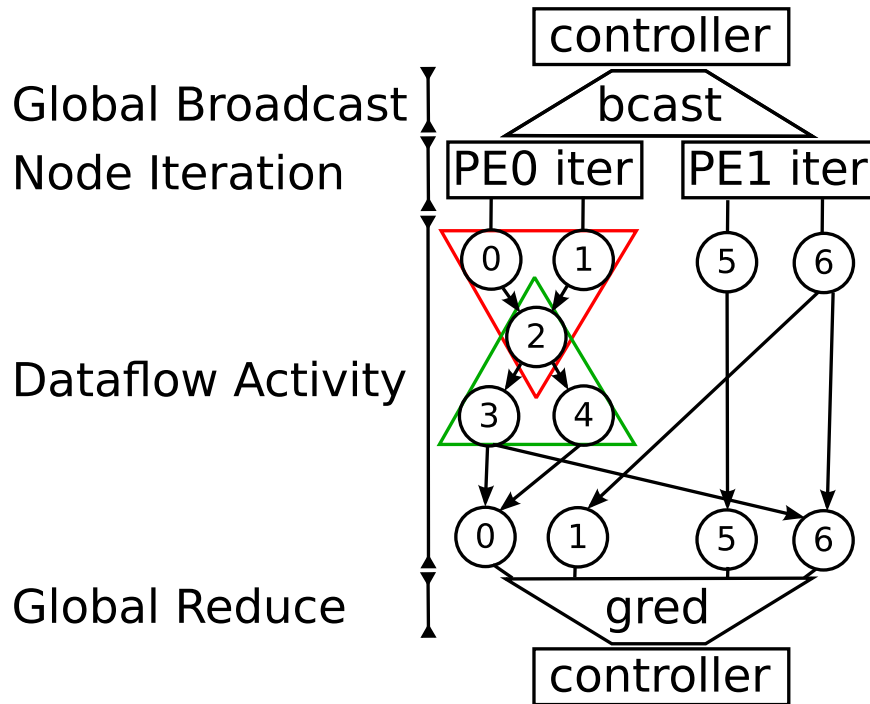 controller
Global Broadcast
bcast
Node Iteration
PE0 iter
PE1 iter
0
1
5
6
2
Dataflow Activity
3
4
0
1
5
6
Global Reduce
gred
controller